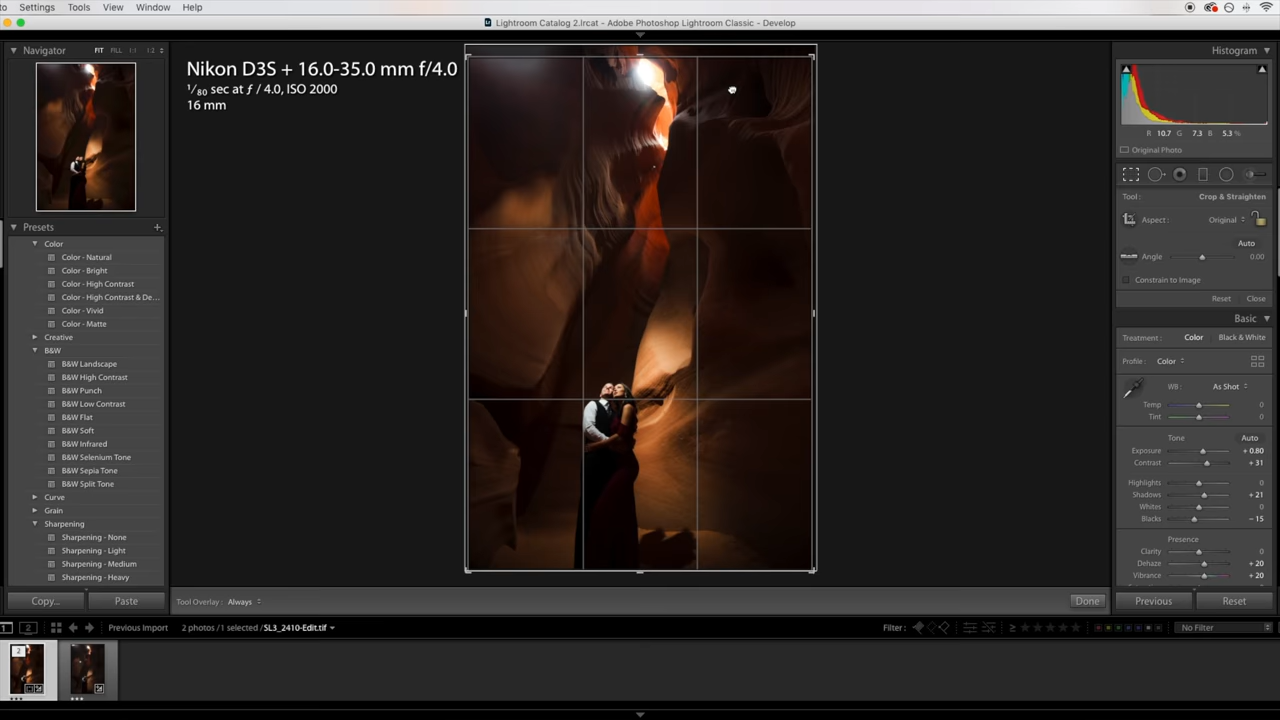 Settings Tools View Window Help
Lightroom Catalog 2.lrcat - Adobe Photoshop Lightroom Classic - Develop
Navigator FIT FILL 1:1 1:2
Nikon D3S + 16.0-35.0 mm f/4.0
1/80 sec at ƒ / 4.0, ISO 2000
16 mm
Presets +
Color
Color - Natural
Color - Bright
Color - High Contrast
Color - High Contrast & De...
Color - Vivid
Color - Matte
Creative
B&W
B&W Landscape
B&W High Contrast
B&W Punch
B&W Low Contrast
B&W Flat
B&W Soft
B&W Infrared
B&W Selenium Tone
B&W Sepia Tone
B&W Split Tone
Curve
Grain
Sharpening
Sharpening - None
Sharpening - Light
Sharpening - Medium
Sharpening - Heavy
Copy... Paste
Tool Overlay: Always
Done
Histogram
R 10.7 G 7.3 B 5.3 %
Original Photo
Tool : Crop & Straighten
Aspect : Original
Auto
Angle 0.00
Constrain to Image
Reset Close
Basic
Treatment : Color Black & White
Profile : Color
WB : As Shot
Temp 0
Tint 0
Tone Auto
Exposure + 0.80
Contrast + 31
Highlights 0
Shadows + 21
Whites 0
Blacks − 15
Presence
Clarity 0
Dehaze + 20
Vibrance + 20
Previous Reset
1 2 Previous Import 2 photos / 1 selected / SL3_2410-Edit.tif
Filter : ≥ No Filter
2